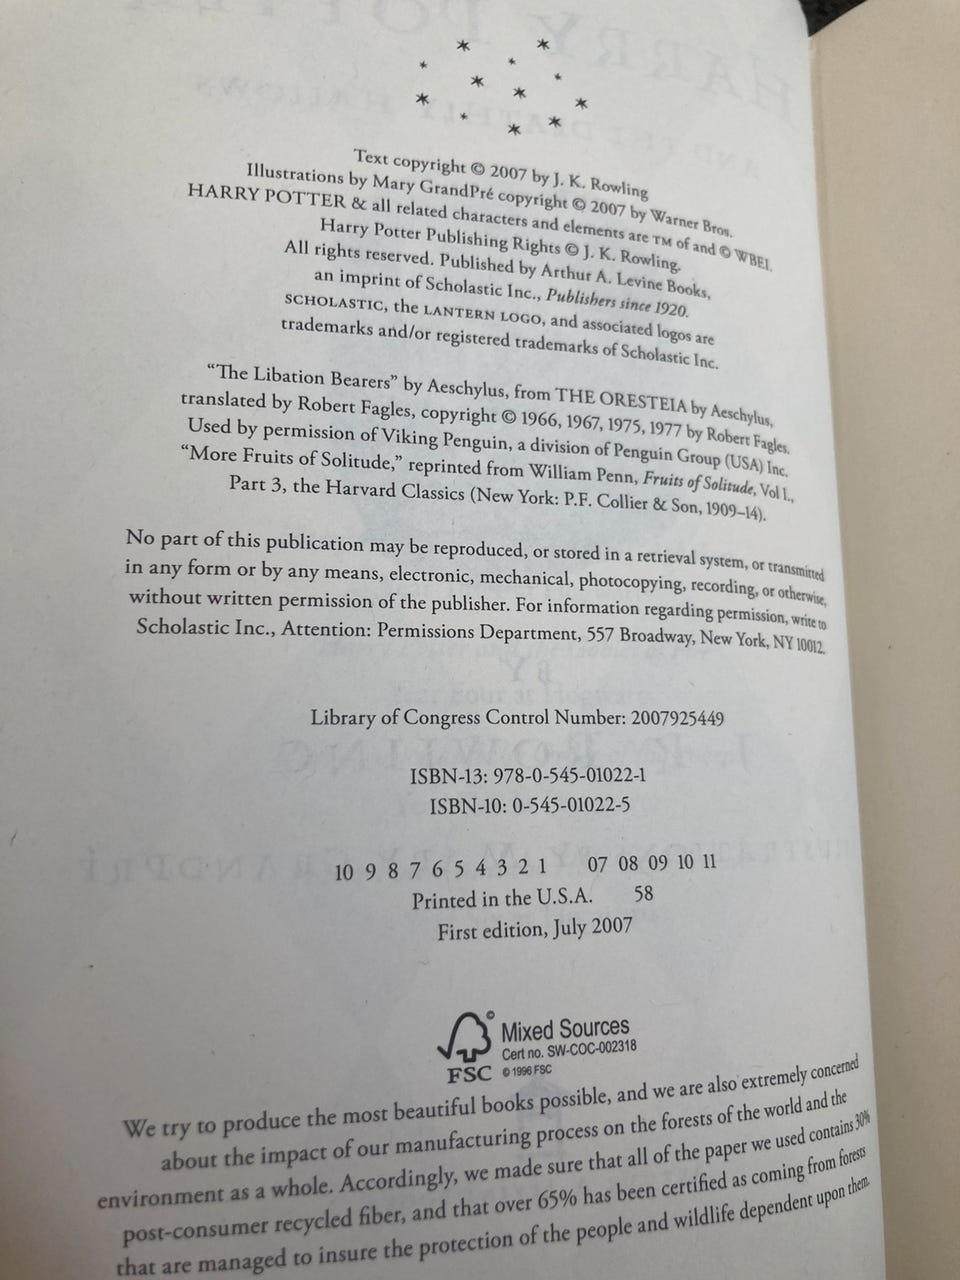 Text copyright © 2007 by J. K. Rowling
Illustrations by Mary GrandPré copyright © 2007 by Warner Bros.
HARRY POTTER & all related characters and elements are TM of and © WBEI.
Harry Potter Publishing Rights © J. K. Rowling.
All rights reserved. Published by Arthur A. Levine Books,
an imprint of Scholastic Inc., Publishers since 1920.
SCHOLASTIC, the LANTERN LOGO, and associated logos are
trademarks and/or registered trademarks of Scholastic Inc.
“The Libation Bearers” by Aeschylus, from THE ORESTEIA by Aeschylus,
translated by Robert Fagles, copyright © 1966, 1967, 1975, 1977 by Robert Fagles.
Used by permission of Viking Penguin, a division of Penguin Group (USA) Inc.
“More Fruits of Solitude,” reprinted from William Penn, Fruits of Solitude, Vol 1.,
Part 3, the Harvard Classics (New York: P.F. Collier & Son, 1909–14).
No part of this publication may be reproduced, or stored in a retrieval system, or transmitted
in any form or by any means, electronic, mechanical, photocopying, recording, or otherwise,
without written permission of the publisher. For information regarding permission, write to
Scholastic Inc., Attention: Permissions Department, 557 Broadway, New York, NY 10012.
Library of Congress Control Number: 2007925449
ISBN-13: 978-0-545-01022-1
ISBN-10: 0-545-01022-5
10 9 8 7 6 5 4 3 2 1 07 08 09 10 11
Printed in the U.S.A. 58
First edition, July 2007
Mixed Sources
Cert no. SW-COC-002318
FSC © 1996 FSC
We try to produce the most beautiful books possible, and we are also extremely concerned
about the impact of our manufacturing process on the forests of the world and the
environment as a whole. Accordingly, we made sure that all of the paper we used contains 30%
post-consumer recycled fiber, and that over 65% has been certified as coming from forests
that are managed to insure the protection of the people and wildlife dependent upon them.